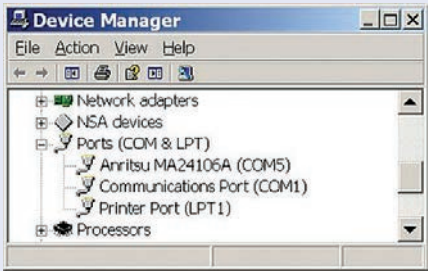 Device Manager
File Action View Help
Network adapters
NSA devices
Ports (COM & LPT)
Anritsu MA24106A (COM5)
Communications Port (COM1)
Printer Port (LPT1)
Processors